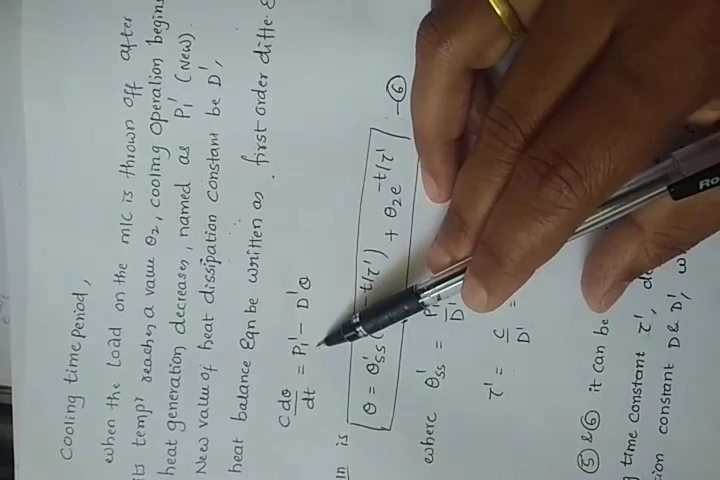 Cooling time period,
when the Load on the m/c is thrown off after
its tempr reaches a value θ2, cooling operation begins
heat generation decreases, named as P1' (New).
New value of heat dissipation constant be D',
heat balance Eqn be written as first order diffe. E
C dθ/dt = P1' - D'θ
is
θ = θ'ss ( -t/τ') + θ2 e^-t/τ' - ⑥
where θ'ss = P / D'
τ' = C / D' =
⑤ & ⑥ it can be
time constant τ', d
constant D & D',
Ro